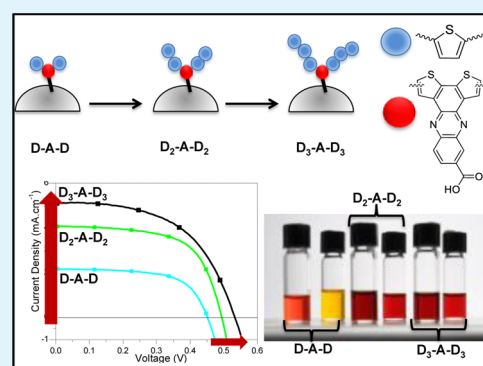 S
D-A-D
D₂-A-D₂
D₃-A-D₃
S S
N N
HO O
D₂-A-D₂
6
D₃-A-D₃
D₂-A-D₂
D-A-D
Current Density (mA.cm⁻¹)
-1
0.0 0.1 0.2 0.3 0.4 0.5 0.6
Voltage (V)
D-A-D
D₃-A-D₃